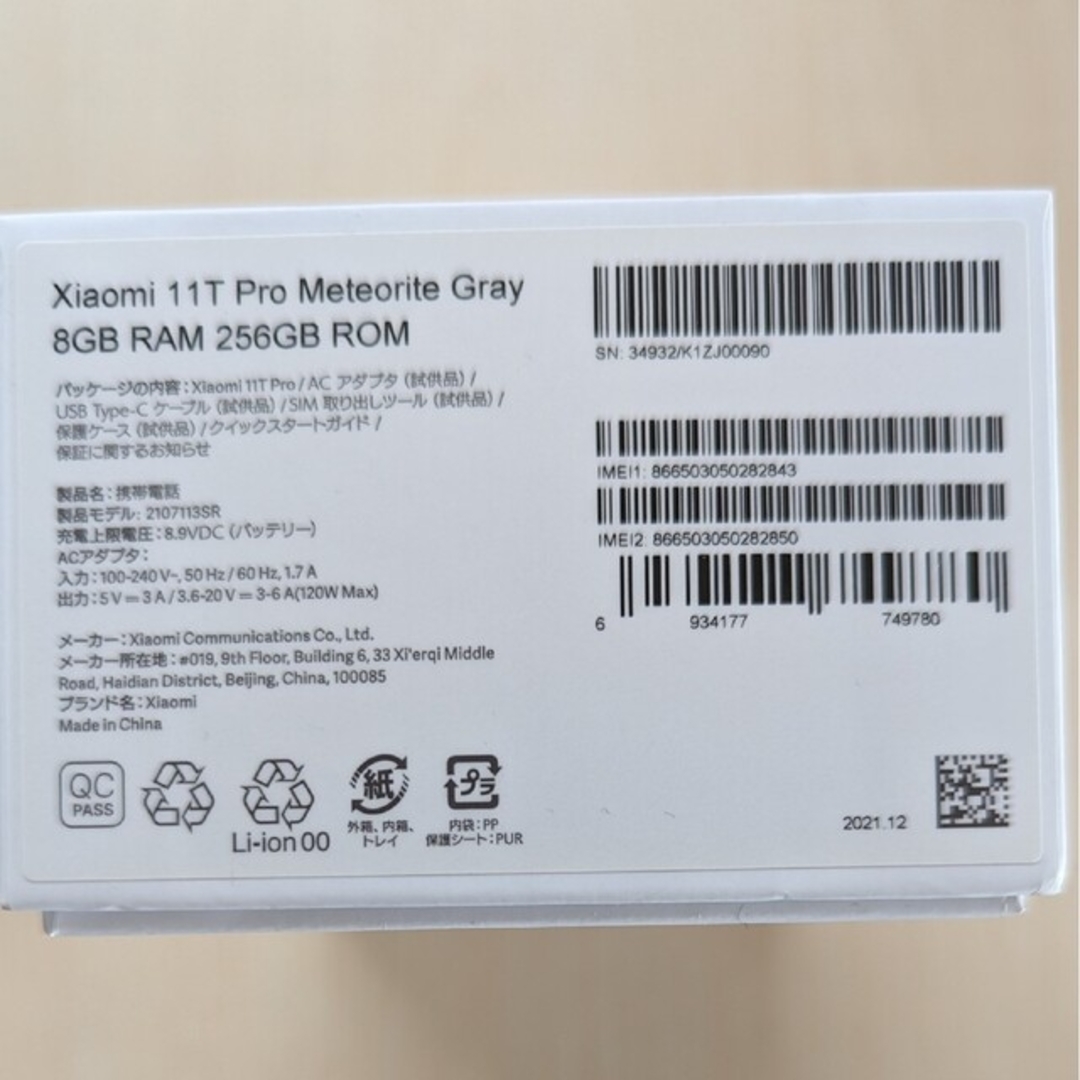 Xiaomi 11T Pro Meteorite Gray
8GB RAM 256GB ROM
パッケージの内容:Xiaomi 11T Pro / AC アダプタ (試供品) /
USB Type-C ケーブル (試供品) / SIM 取り出しツール (試供品) /
保護ケース (試供品) / クイックスタートガイド /
保証に関するお知らせ
製品名:携帯電話
製品モデル: 2107113SR
充電上限電圧:8.9VDC (バッテリー)
ACアダプタ:
入力:100-240 V~, 50 Hz / 60 Hz, 1.7 A
出力:5 V⎓3 A / 3.6-20 V⎓3-6 A(120W Max)
メーカー:Xiaomi Communications Co., Ltd.
メーカー所在地:#019, 9th Floor, Building 6, 33 Xi'erqi Middle
Road, Haidian District, Beijing, China, 100085
ブランド名:Xiaomi
Made in China
QC
PASS
Li-ion 00
紙
外箱、内箱、
トレイ
プラ
内袋:PP
保護シート:PUR
SN: 34932/K1ZJ00090
IMEI1: 866503050282843
IMEI2: 866503050282850
6 934177 749780
2021.12